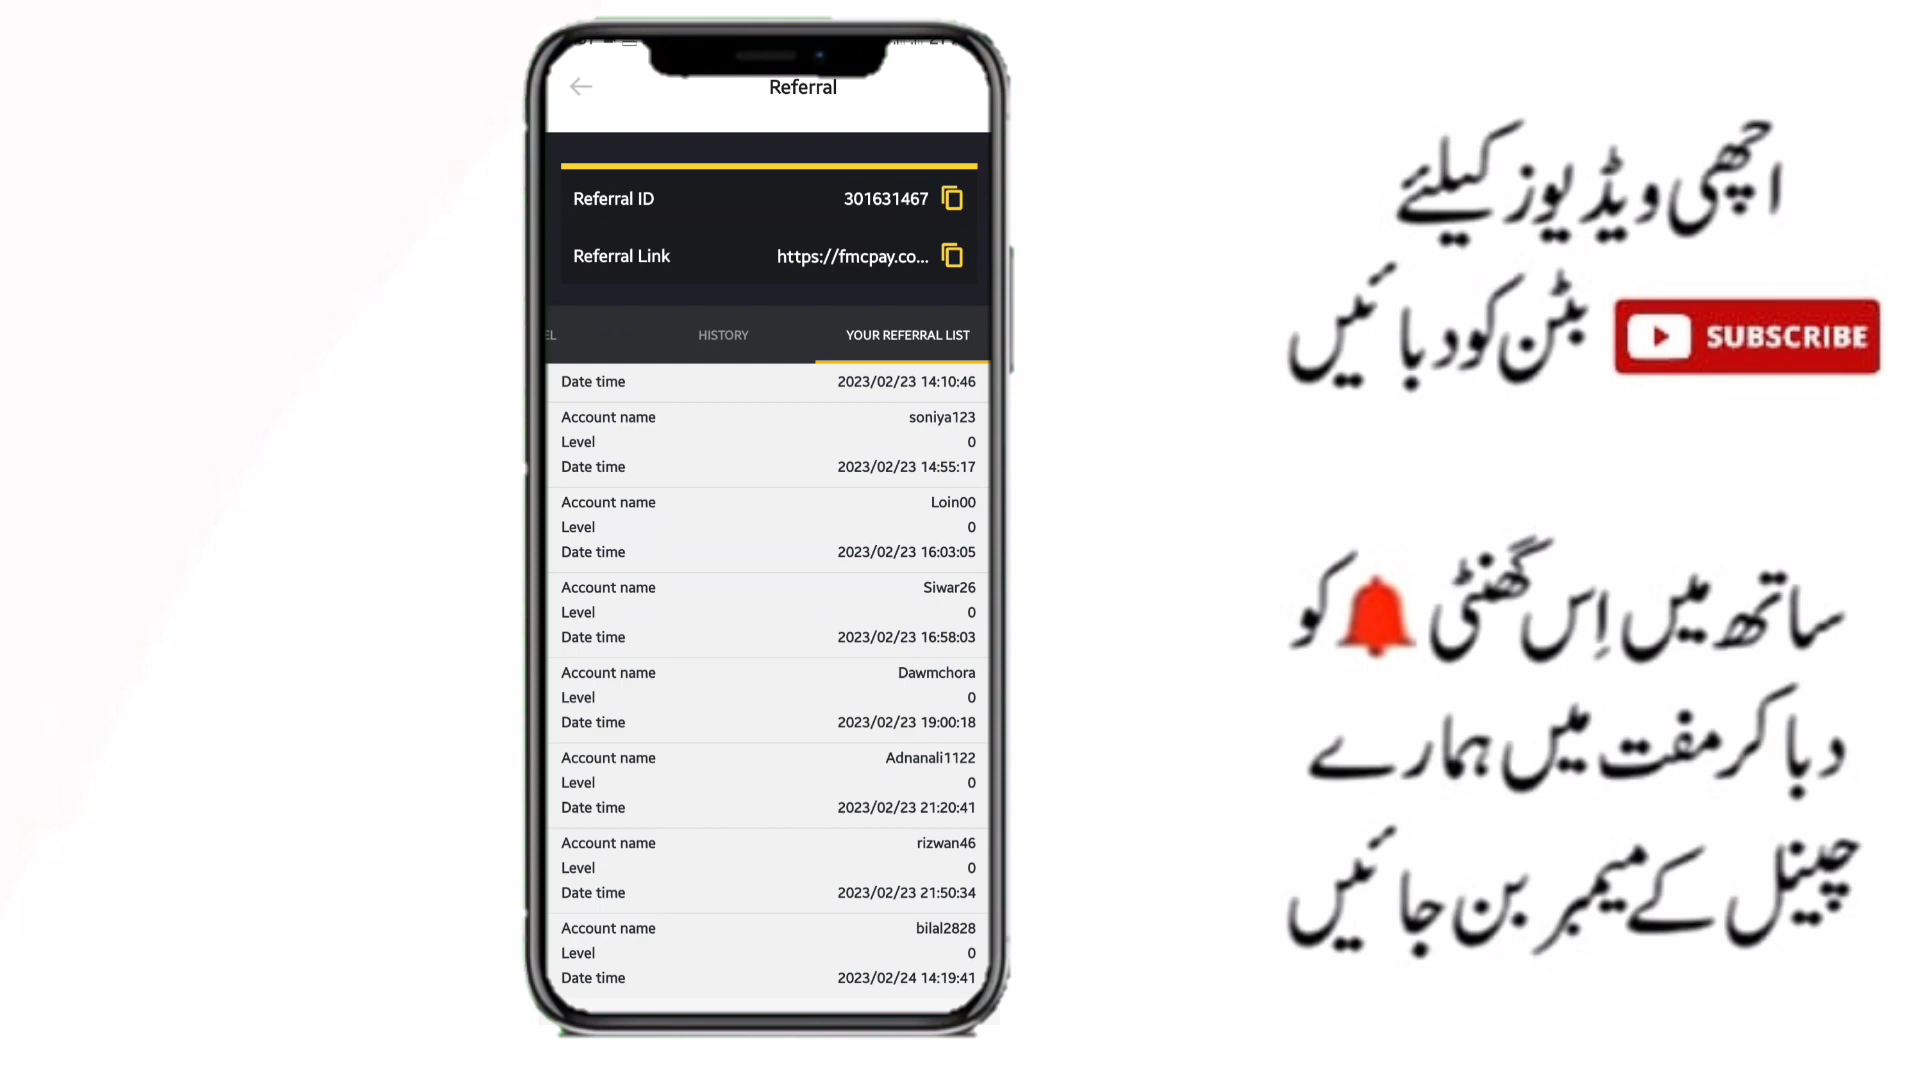 Referral
Referral ID 301631467
Referral Link https://fmcpay.co...
EL HISTORY YOUR REFERRAL LIST
Date time 2023/02/23 14:10:46
Account name soniya123
Level 0
Date time 2023/02/23 14:55:17
Account name Loin00
Level 0
Date time 2023/02/23 16:03:05
Account name Siwar26
Level 0
Date time 2023/02/23 16:58:03
Account name Dawmchora
Level 0
Date time 2023/02/23 19:00:18
Account name Adnanali1122
Level 0
Date time 2023/02/23 21:20:41
Account name rizwan46
Level 0
Date time 2023/02/23 21:50:34
Account name bilal2828
Level 0
Date time 2023/02/24 14:19:41
اچھی ویڈیوز کیلئے
SUBSCRIBE بٹن کو دبائیں
ساتھ میں اِس گھنٹی کو
دبا کر مفت میں ہمارے
چینل کے میمبر بن جائیں